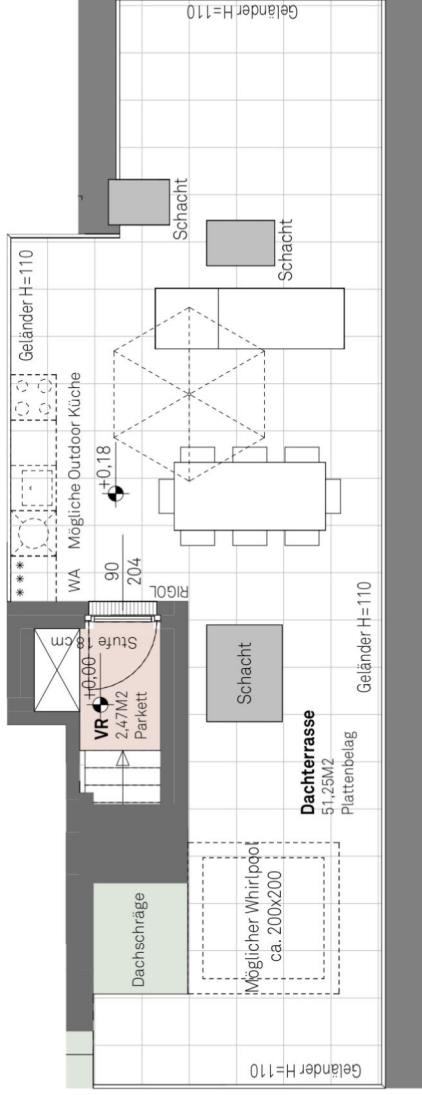 Geländer H=110
Schacht
Schacht
Geländer H=110
Mögliche Outdoor Küche
WA
+0,18
90
204
RIGOL
Stufe 18 cm
+0,00
VR
2,47M2
Parkett
Schacht
Geländer H=110
Dachterrasse
51,25M2
Plattenbelag
Dachschräge
Möglicher Whirlpool
ca. 200x200
Geländer H=110